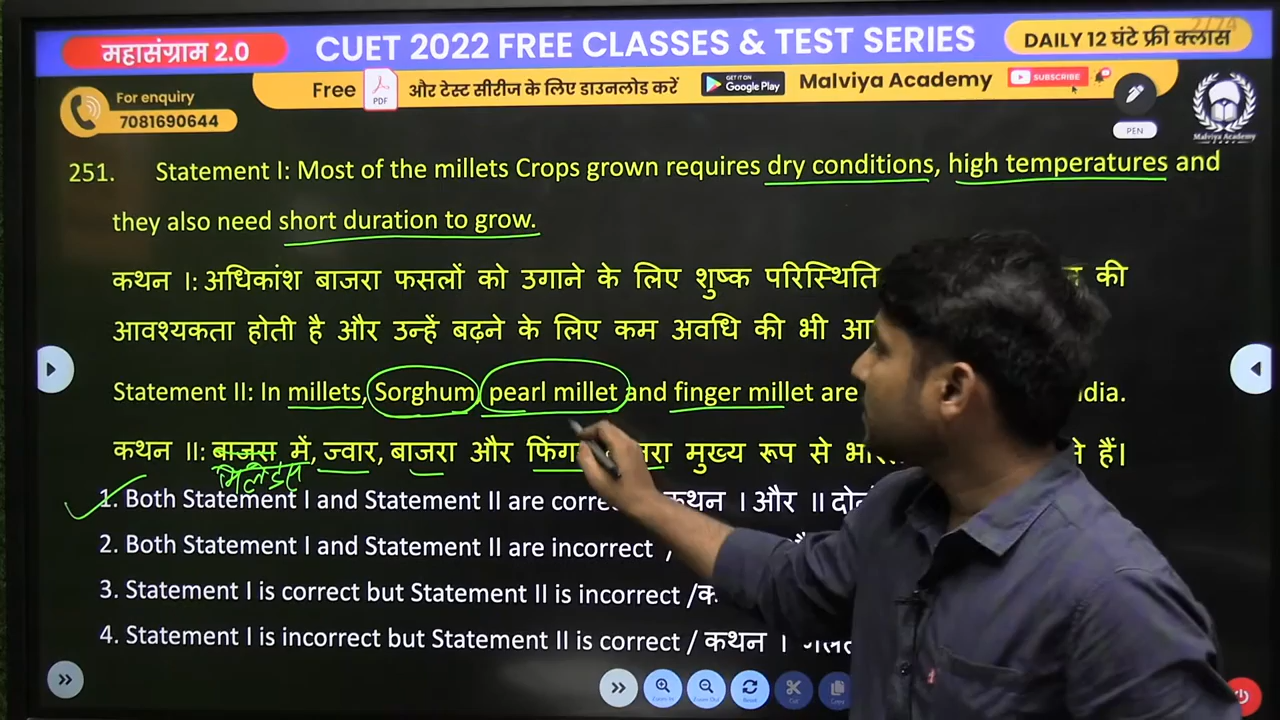 महासंग्राम 2.0
CUET 2022 FREE CLASSES & TEST SERIES
DAILY 12 घंटे फ्री क्लास
For enquiry
7081690644
Free PDF और टेस्ट सीरीज के लिए डाउनलोड करें GET IT ON Google Play Malviya Academy SUBSCRIBE
PEN
Malviya Academy
251. Statement I: Most of the millets Crops grown requires dry conditions, high temperatures and
they also need short duration to grow.
कथन I: अधिकांश बाजरा फसलों को उगाने के लिए शुष्क परिस्थिति की
आवश्यकता होती है और उन्हें बढ़ने के लिए कम अवधि की भी
Statement II: In millets, Sorghum, pearl millet and finger millet are
कथन II: बाजरा में, ज्वार, बाजरा और मुख्य रूप से हैं।
मिलेट्स
1. Both Statement I and Statement II are कथन I और II
2. Both Statement I and Statement II are incorrect /
3. Statement I is correct but Statement II is incorrect /
4. Statement I is incorrect but Statement II is correct / कथन I